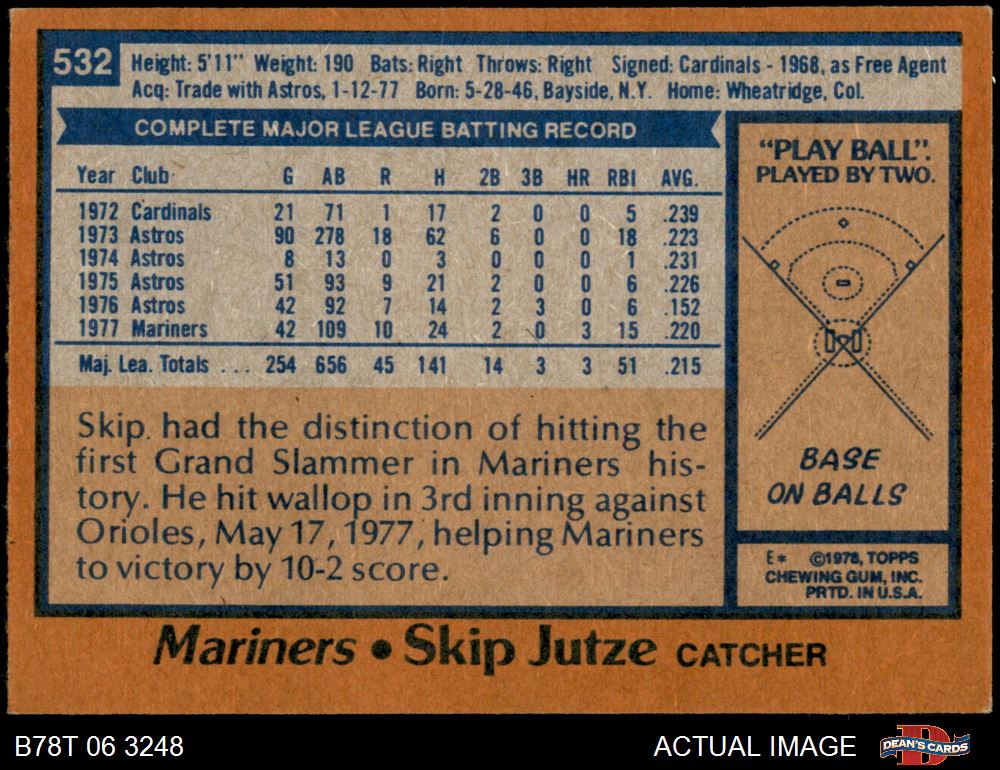 532
Height: 5'11" Weight: 190 Bats: Right Throws: Right Signed: Cardinals - 1968, as Free Agent
Acq: Trade with Astros, 1-12-77 Born: 5-28-46, Bayside, N.Y. Home: Wheatridge, Col.
COMPLETE MAJOR LEAGUE BATTING RECORD
Year Club G AB R H 2B 3B HR RBI AVG.
1972 Cardinals 21 71 1 17 2 0 0 5 .239
1973 Astros 90 278 18 62 6 0 0 18 .223
1974 Astros 8 13 0 3 0 0 0 1 .231
1975 Astros 51 93 9 21 2 0 0 6 .226
1976 Astros 42 92 7 14 2 3 0 6 .152
1977 Mariners 42 109 10 24 2 0 3 15 .220
Maj. Lea. Totals . . . 254 656 45 141 14 3 3 51 .215
Skip had the distinction of hitting the
first Grand Slammer in Mariners his-
tory. He hit wallop in 3rd inning against
Orioles, May 17, 1977, helping Mariners
to victory by 10-2 score.
"PLAY BALL".
PLAYED BY TWO.
BASE
ON BALLS
E* ©1978, TOPPS
CHEWING GUM, INC.
PRTD. IN U.S.A.
Mariners • Skip Jutze CATCHER
B78T 06 3248
ACTUAL IMAGE
DEAN'S CARDS